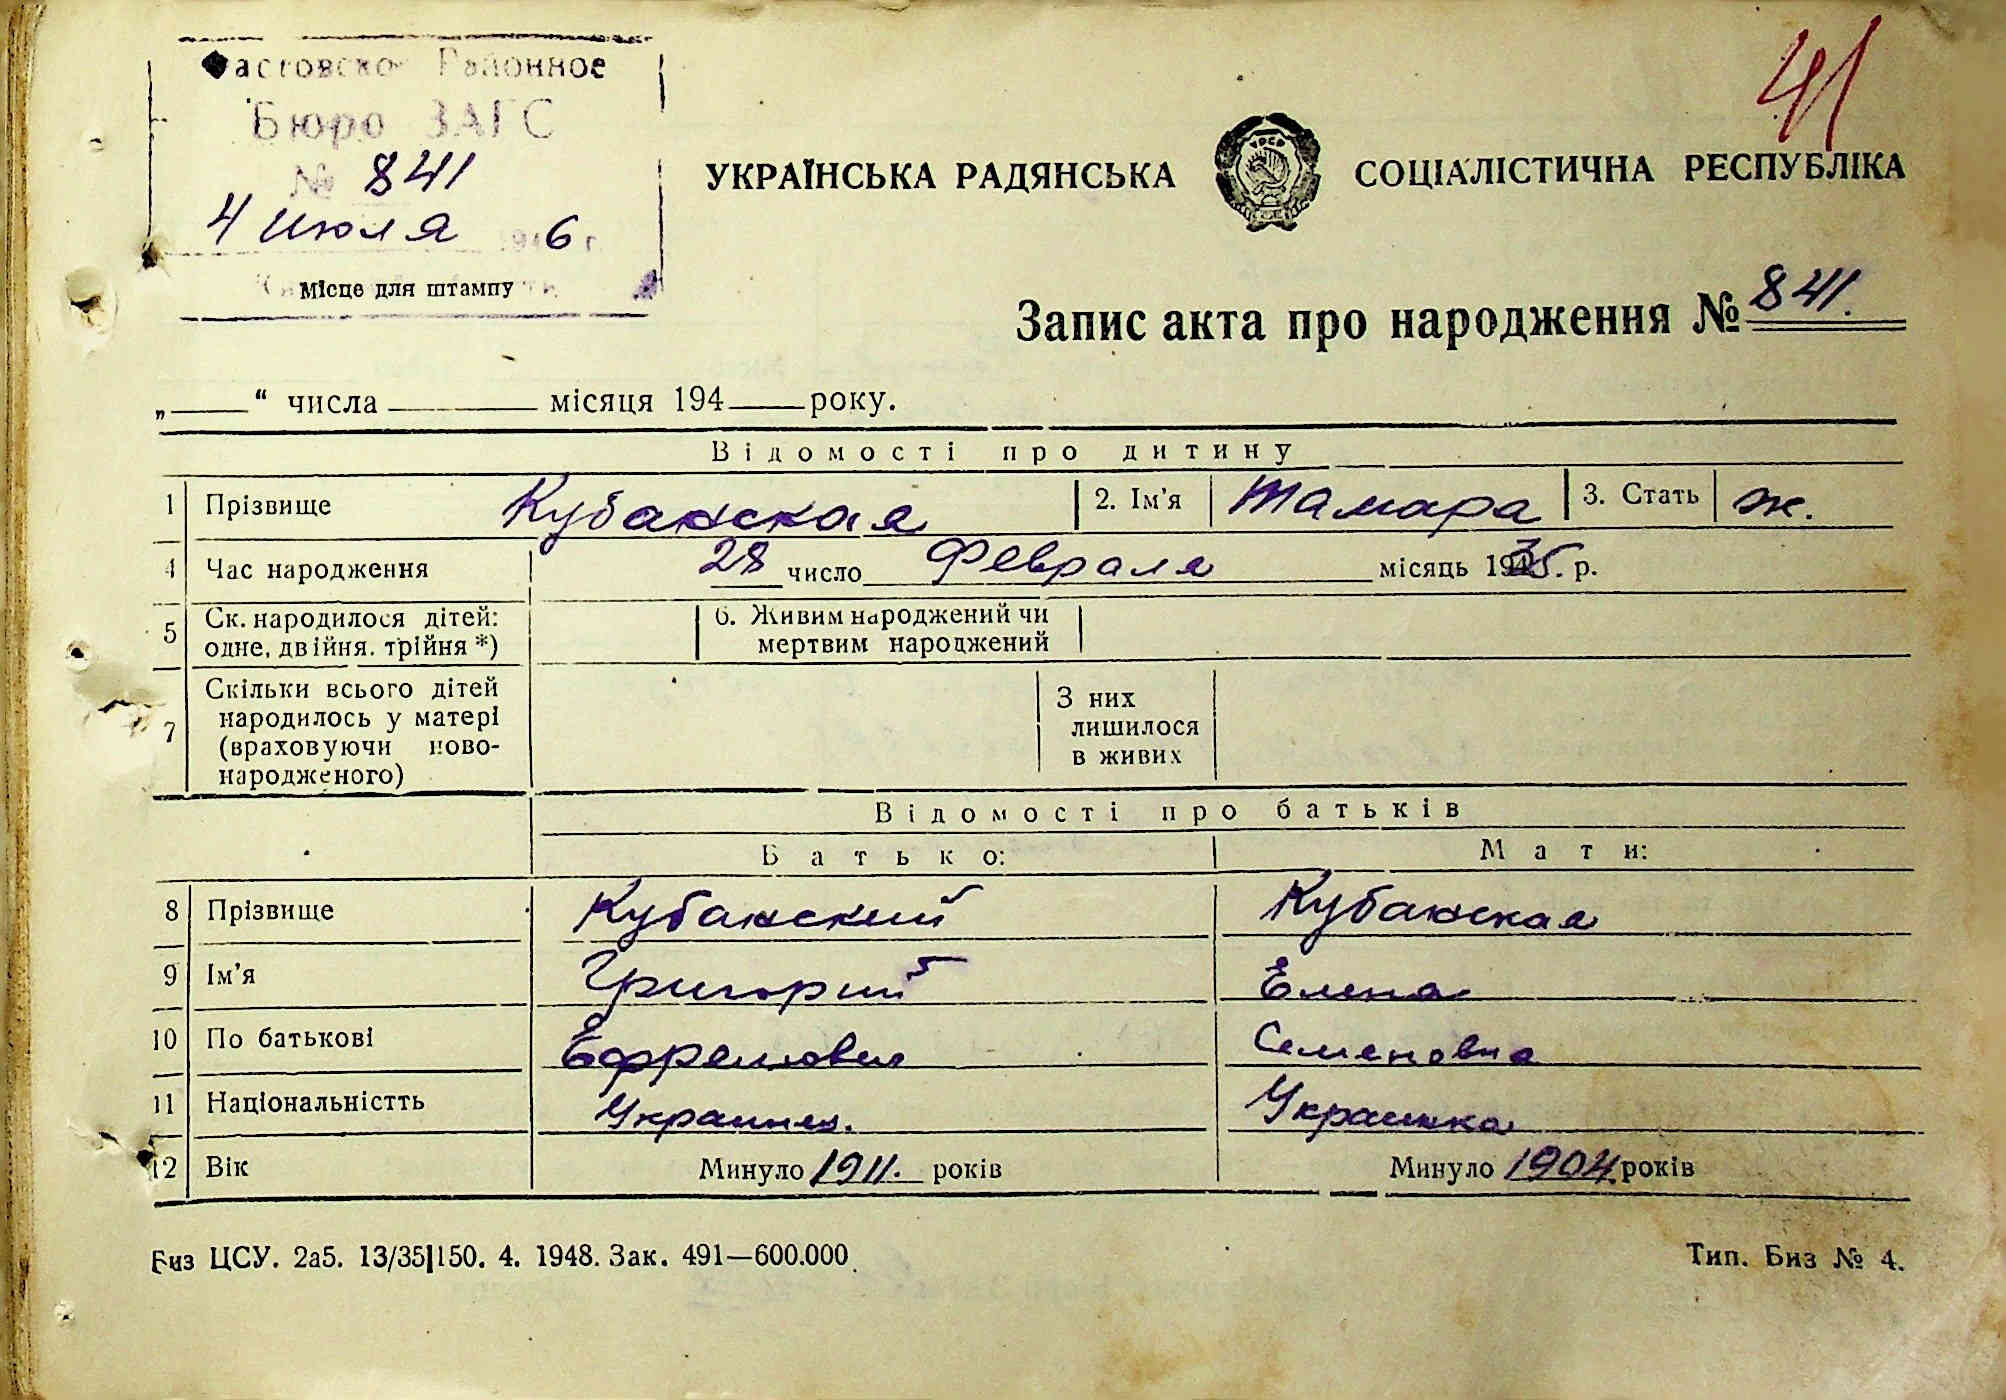 Фастовское Районное
Бюро ЗАГС
№ 841
4 июля 1946 г.
Місце для штампу
41
УКРАЇНСЬКА РАДЯНСЬКА СОЦІАЛІСТИЧНА РЕСПУБЛІКА
УРСР
Запис акта про народження № 841.
„ “ числа місяця 194 року.
Відомості про дитину
1 Прізвище Кубанская 2. Ім’я Тамара 3. Стать ж.
4 Час народження 28 число Февраля місяць 1935. р.
5 Ск. народилося дітей: одне, двійня, трійня *) 6. Живим народжений чи мертвим народжений
7 Скільки всього дітей народилось у матері (враховуючи ново-народженого) З них лишилося в живих
Відомості про батьків
Батько: Мати:
8 Прізвище Кубанский Кубанская
9 Ім’я Григорий Елена
10 По батькові Ефремович Семеновна
11 Національністть Украинец. Украинка
12 Вік Минуло 1911. років Минуло 1904. років
Биз ЦСУ. 2а5. 13/35|150. 4. 1948. Зак. 491—600.000 Тип. Биз № 4.